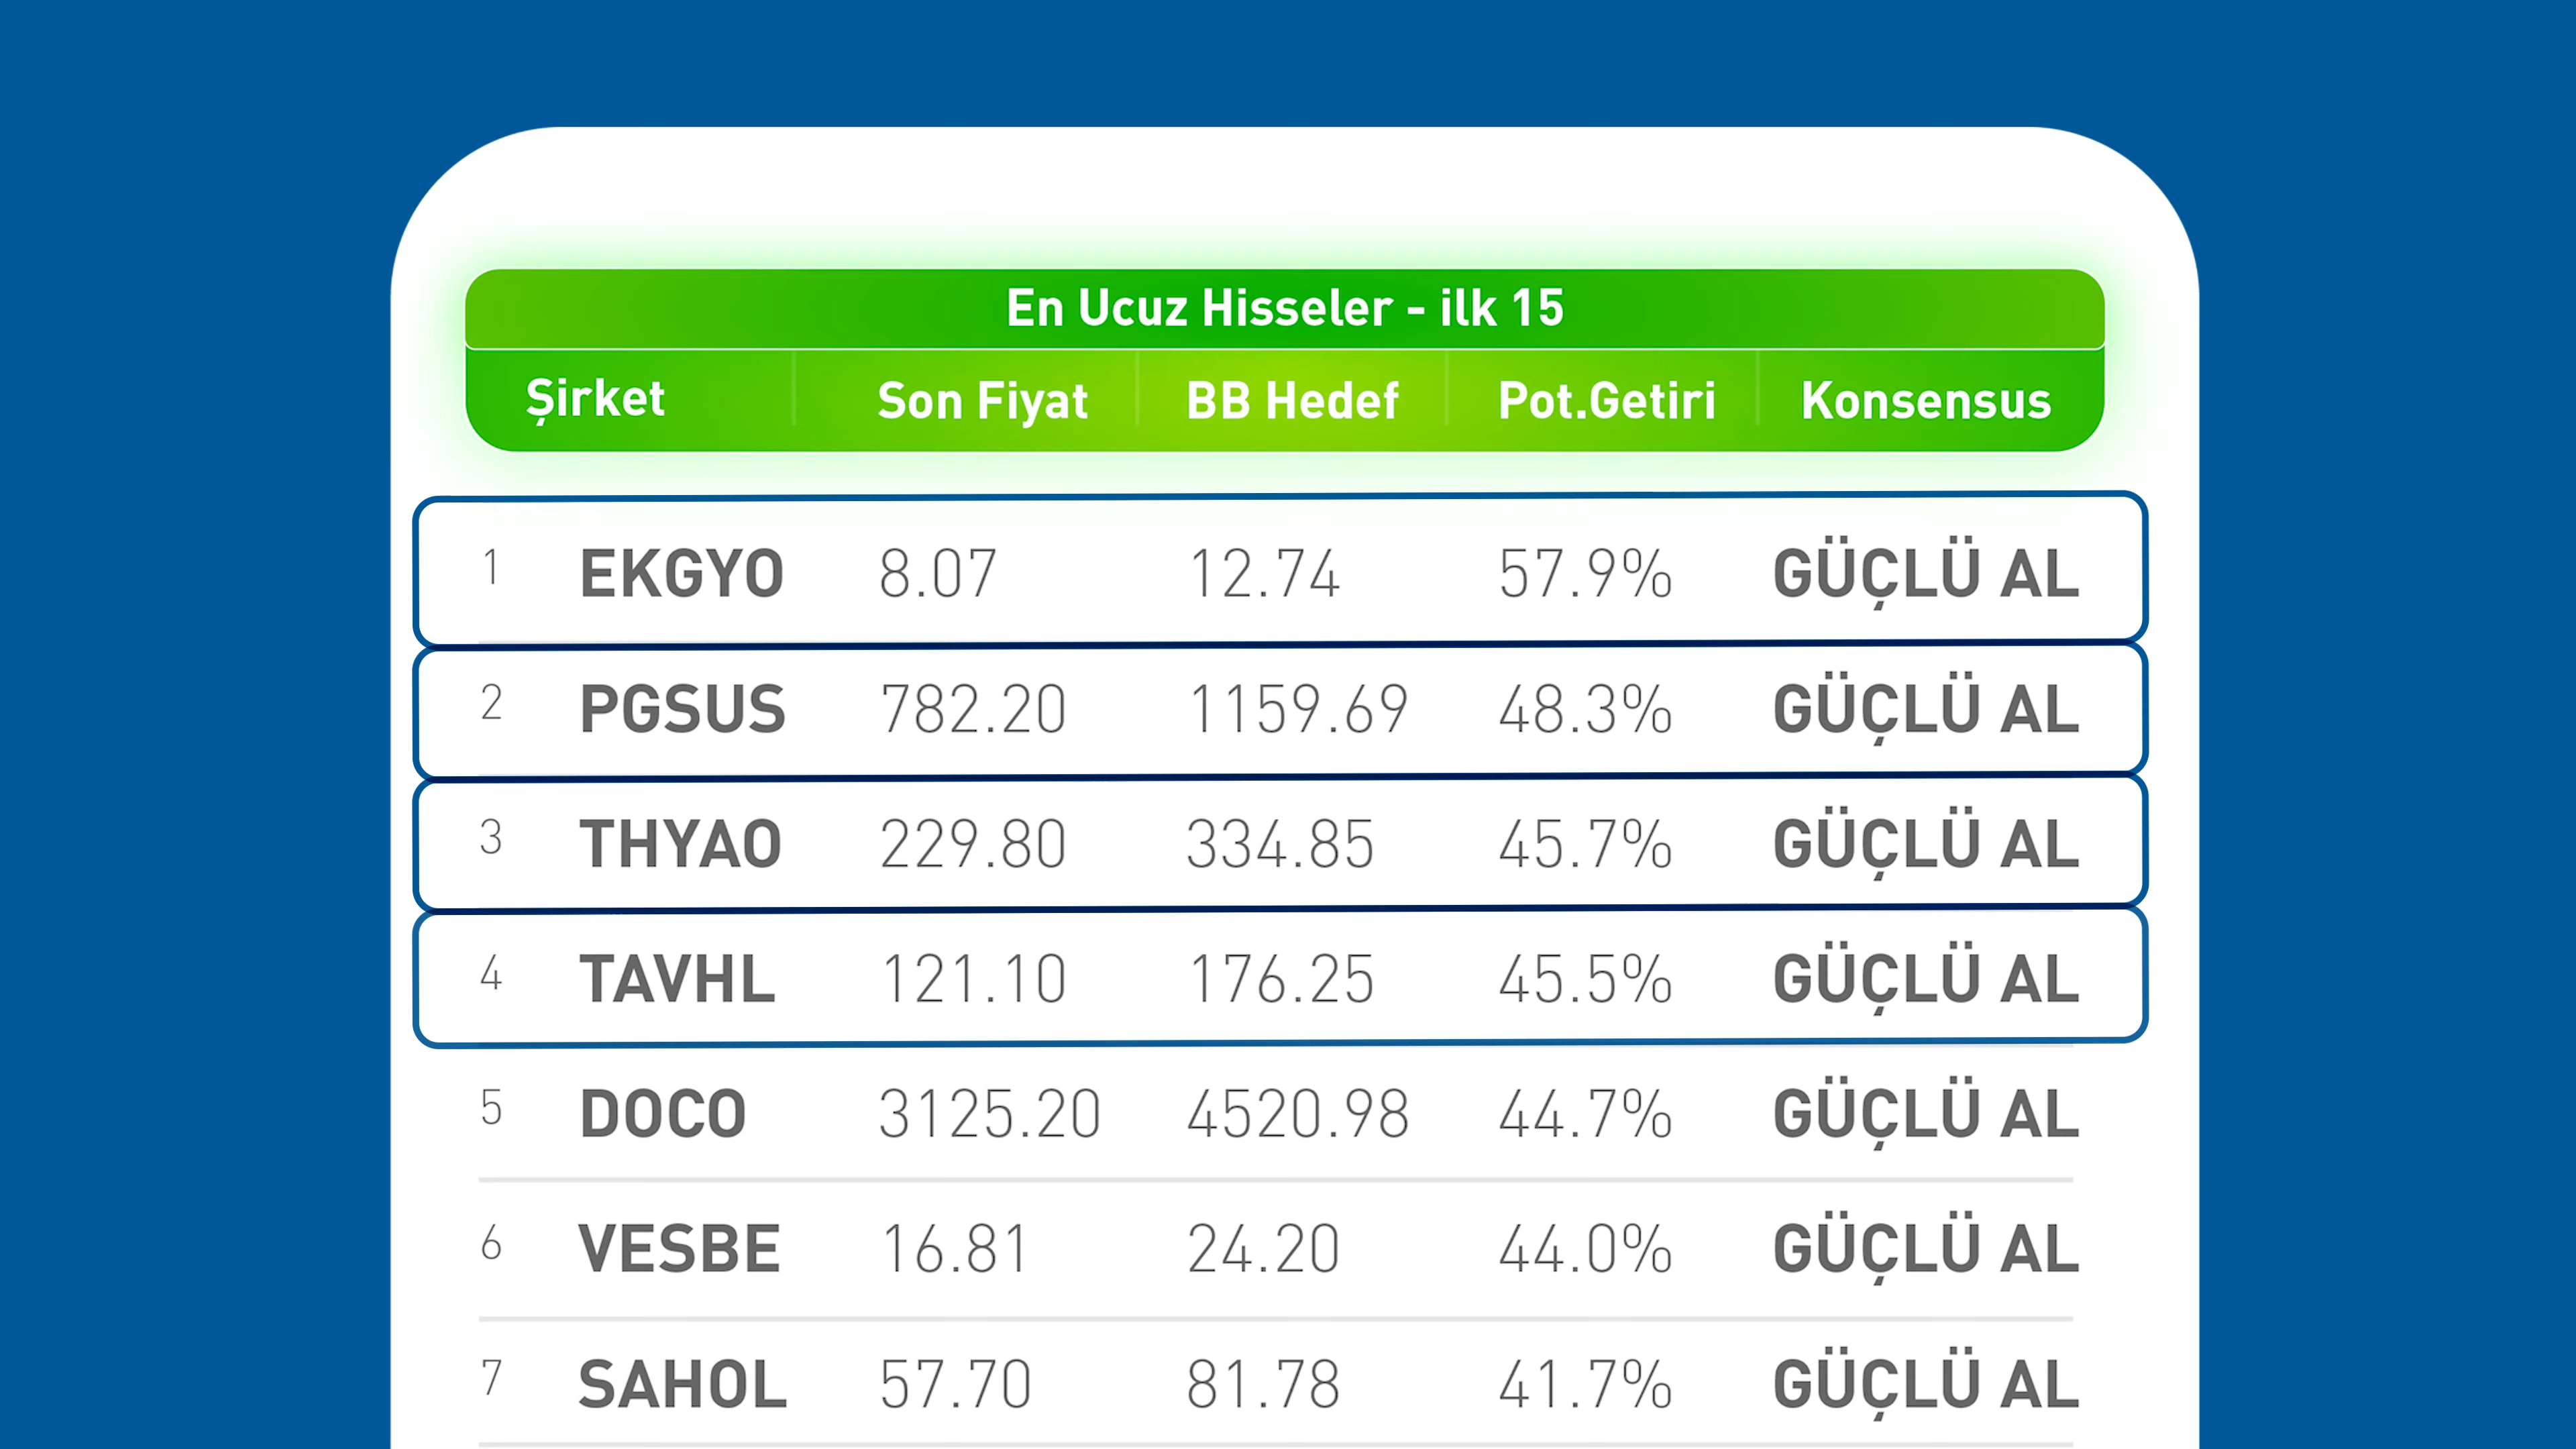 En Ucuz Hisseler - ilk 15
Şirket Son Fiyat BB Hedef Pot.Getiri Konsensus
1 EKGYO 8.07 12.74 57.9% GÜÇLÜ AL
2 PGSUS 782.20 1159.69 48.3% GÜÇLÜ AL
3 THYAO 229.80 334.85 45.7% GÜÇLÜ AL
4 TAVHL 121.10 176.25 45.5% GÜÇLÜ AL
5 DOCO 3125.20 4520.98 44.7% GÜÇLÜ AL
6 VESBE 16.81 24.20 44.0% GÜÇLÜ AL
7 SAHOL 57.70 81.78 41.7% GÜÇLÜ AL